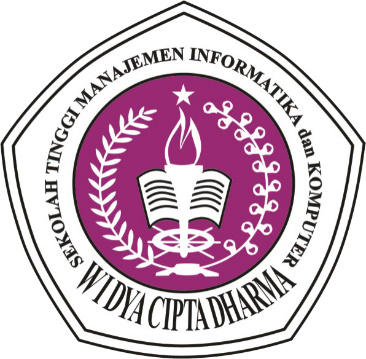 SEKOLAH TINGGI MANAJEMEN INFORMATIKA dan KOMPUTER
WIDYA CIPTA DHARMA